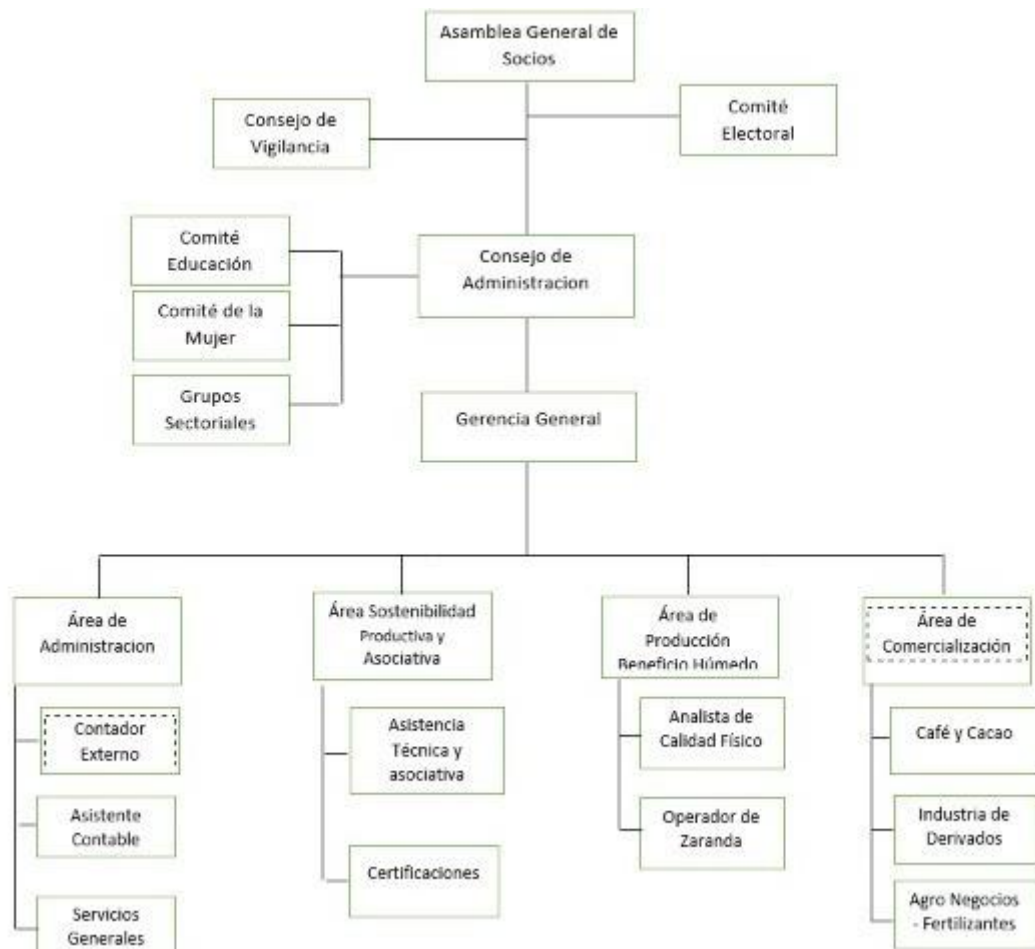 Asamblea General de
Socios
Comité
Electoral
Consejo de
Vigilancia
Comité
Educación
Consejo de
Administracion
Comité de la
Mujer
Grupos
Sectoriales
Gerencia General
Área de
Administracion
Área Sostenibilidad
Productiva y
Asociativa
Área de
Producción
Beneficio Húmedo
Área de
Comercialización
Contador
Externo
Asistente
Contable
Servicios
Generales
Asistencia
Técnica y
asociativa
Certificaciones
Analista de
Calidad Físico
Operador de
Zaranda
Café y Cacao
Industria de
Derivados
Agro Negocios
- Fertilizantes